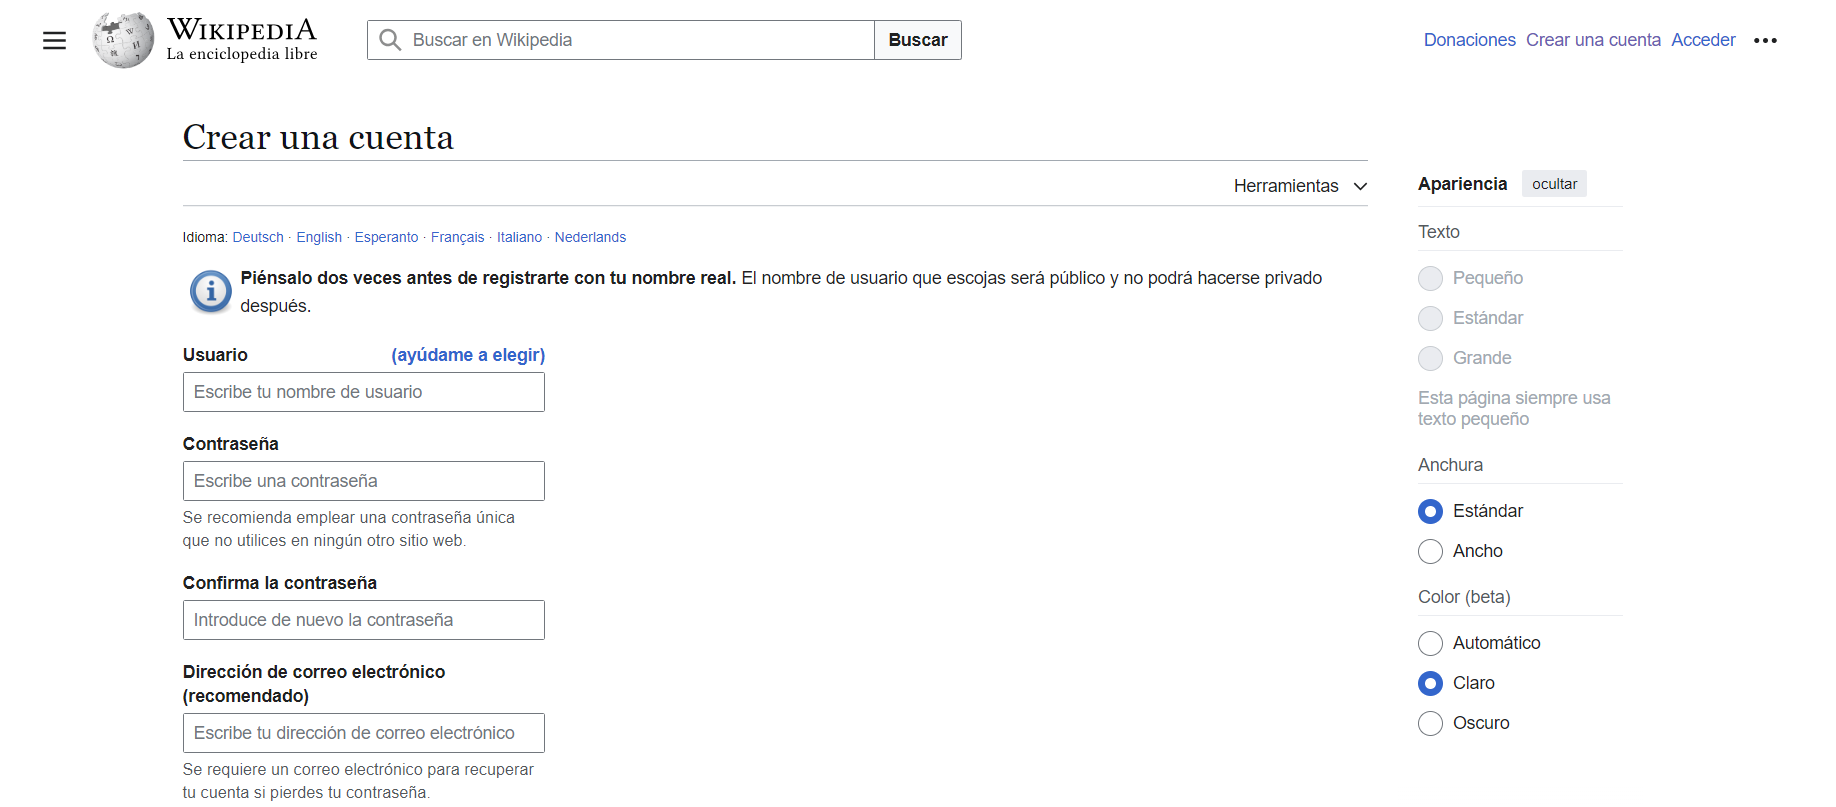 WIKIPEDIA
La enciclopedia libre
Buscar en Wikipedia
Buscar
Donaciones Crear una cuenta Acceder
Crear una cuenta
Herramientas
Idioma: Deutsch · English · Esperanto · Français · Italiano · Nederlands
Piénsalo dos veces antes de registrarte con tu nombre real. El nombre de usuario que escojas será público y no podrá hacerse privado
después.
Usuario (ayúdame a elegir)
Escribe tu nombre de usuario
Contraseña
Escribe una contraseña
Se recomienda emplear una contraseña única
que no utilices en ningún otro sitio web.
Confirma la contraseña
Introduce de nuevo la contraseña
Dirección de correo electrónico
(recomendado)
Escribe tu dirección de correo electrónico
Se requiere un correo electrónico para recuperar
tu cuenta si pierdes tu contraseña.
Apariencia ocultar
Texto
Pequeño
Estándar
Grande
Esta página siempre usa
texto pequeño
Anchura
Estándar
Ancho
Color (beta)
Automático
Claro
Oscuro